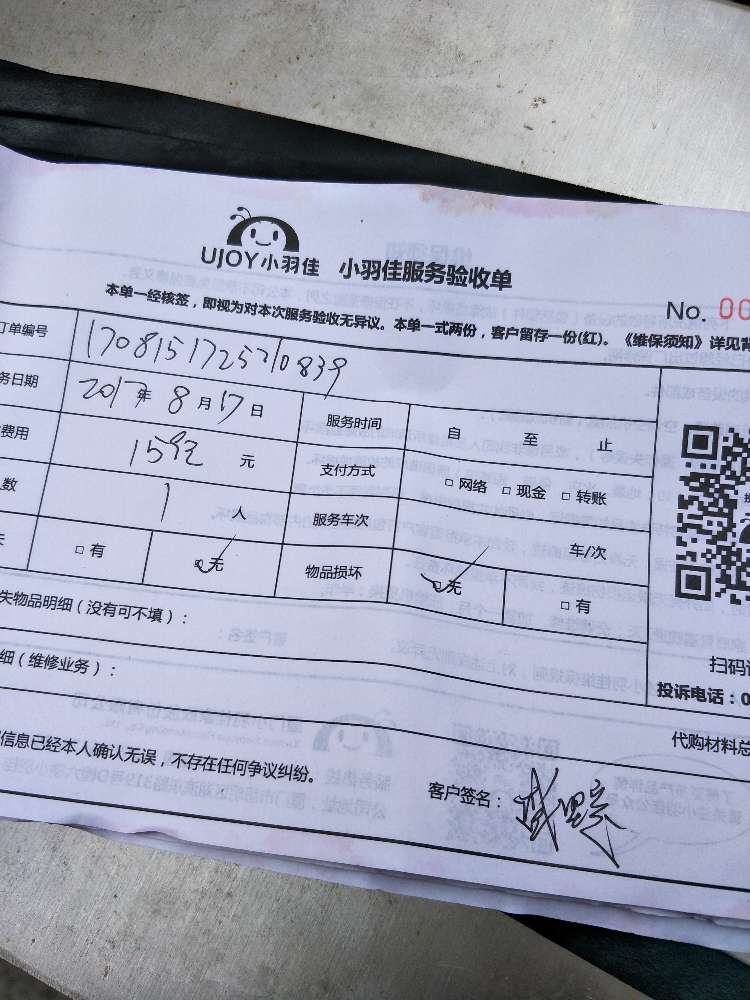 UJOY小羽佳 小羽佳服务验收单
No. 00
本单一经核签，即视为对本次服务验收无异议。本单一式两份，客户留存一份(红)。《维保须知》详见背
订单编号 1708151725210839
务日期 2017年 8月17日 服务时间 自 至 止
费用 元 支付方式 □网络 □现金 □转账
人数 1 人 服务车次 车/次
□有 □无 物品损坏 □无 □有
失物品明细（没有可不填）：
扫码
细（维修业务）：
投诉电话：0
代购材料总
信息已经本人确认无误，不存在任何争议纠纷。
客户签名：